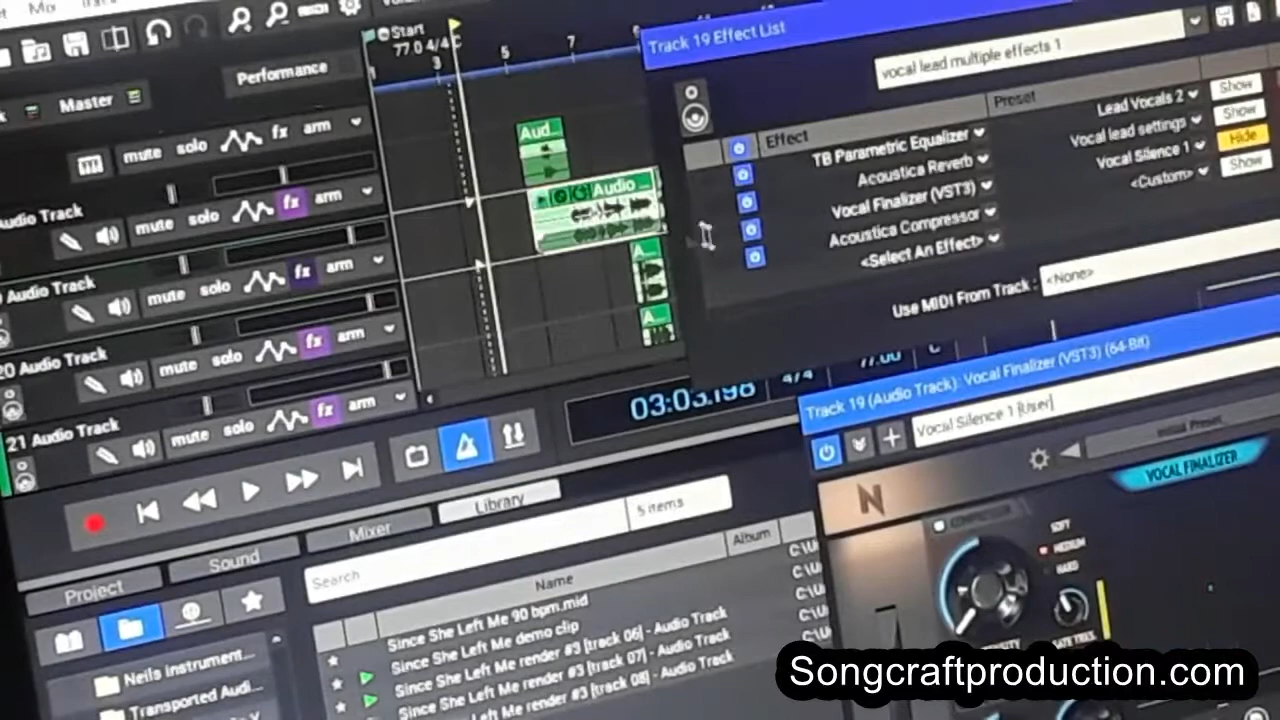 Mix
Start
77.0 4/4 C
1
3
5
7
9
Performance
Master
mute solo fx arm
Audio Track
mute solo fx arm
Audio Track
mute solo fx arm
20 Audio Track
mute solo fx arm
21 Audio Track
mute solo fx arm
Aud...
Audio ...
A...
A...
Track 19 Effect List
vocal lead multiple effects 1
Effect
Preset
TB Parametric Equalizer
Lead Vocals 2
Show
Acoustica Reverb
Vocal lead settings
Show
Vocal Finalizer (VST3)
Vocal Silence 1
Hide
Acoustica Compressor
<Custom>
Show
<Select An Effect>
Use MIDI From Track :
<None>
03:03.198
4/4
77.00
C
Track 19 (Audio Track): Vocal Finalizer (VST3) (64-Bit)
Vocal Silence 1 [User]
Initial Preset
VOCAL FINALIZER
N
COMPRESSOR
SOFT
MEDIUM
HARD
Project
Sound
Mixer
Library
Search
5 items
Name
Album
Since She Left Me 90 bpm.mid
Since She Left Me demo clip
Since She Left Me render #3 [track 06] - Audio Track
Since She Left Me render #3 [track 07] - Audio Track
Since She Left Me render #3 [track 08] - Audio Track
C:\U
C:\U
C:\U
C:\U
Neils instrument...
Transported Audi...
Songcraftproduction.com